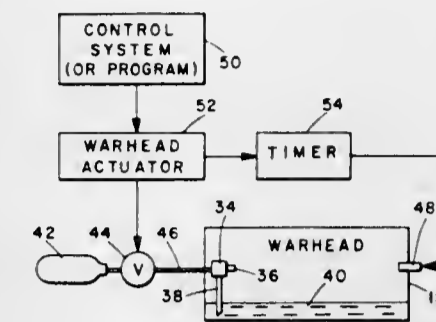 CONTROL
SYSTEM
(OR PROGRAM)
50
52
54
WARHEAD
ACTUATOR
TIMER
42
44
46
34
WARHEAD
48
V
36
40
38
1